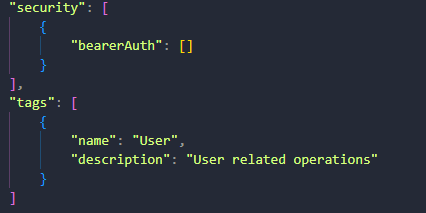 "security": [
    {
        "bearerAuth": []
    }
],
"tags": [
    {
        "name": "User",
        "description": "User related operations"
    }
]